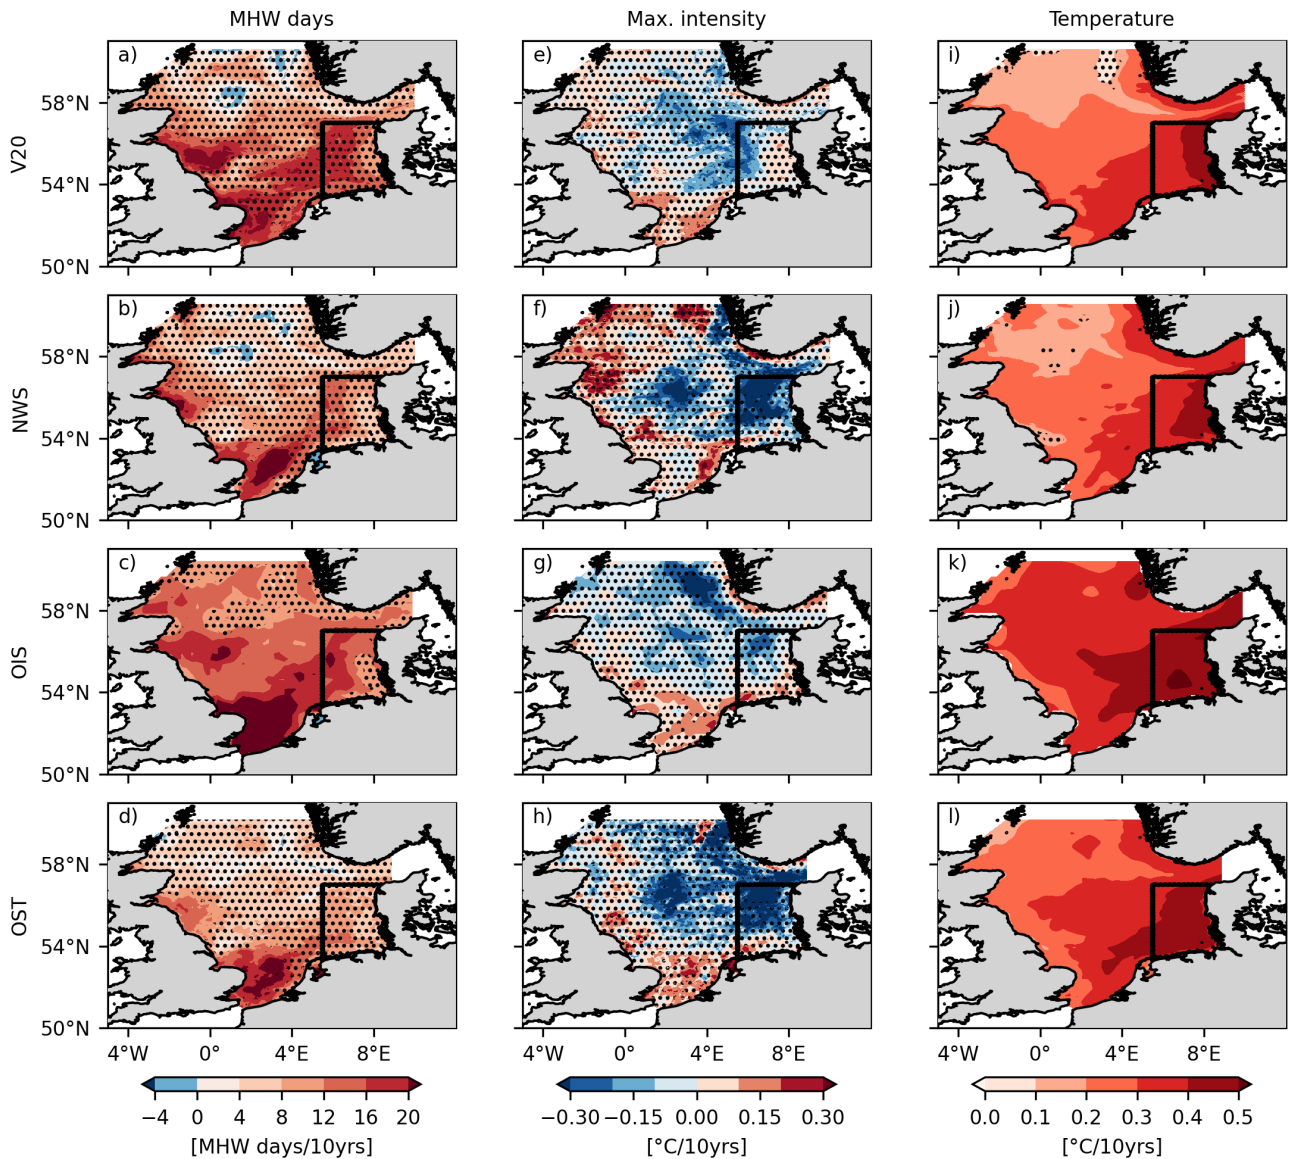 MHW days Max. intensity Temperature
a) e) i)
58°N
V20
54°N
50°N
b) f) j)
58°N
NWS
54°N
50°N
c) g) k)
58°N
OIS
54°N
50°N
d) h) l)
58°N
OST
54°N
50°N
4°W 0° 4°E 8°E 4°W 0° 4°E 8°E 4°W 0° 4°E 8°E
−4 0 4 8 12 16 20 −0.30 −0.15 0.00 0.15 0.30 0.0 0.1 0.2 0.3 0.4 0.5
[MHW days/10yrs] [°C/10yrs] [°C/10yrs]